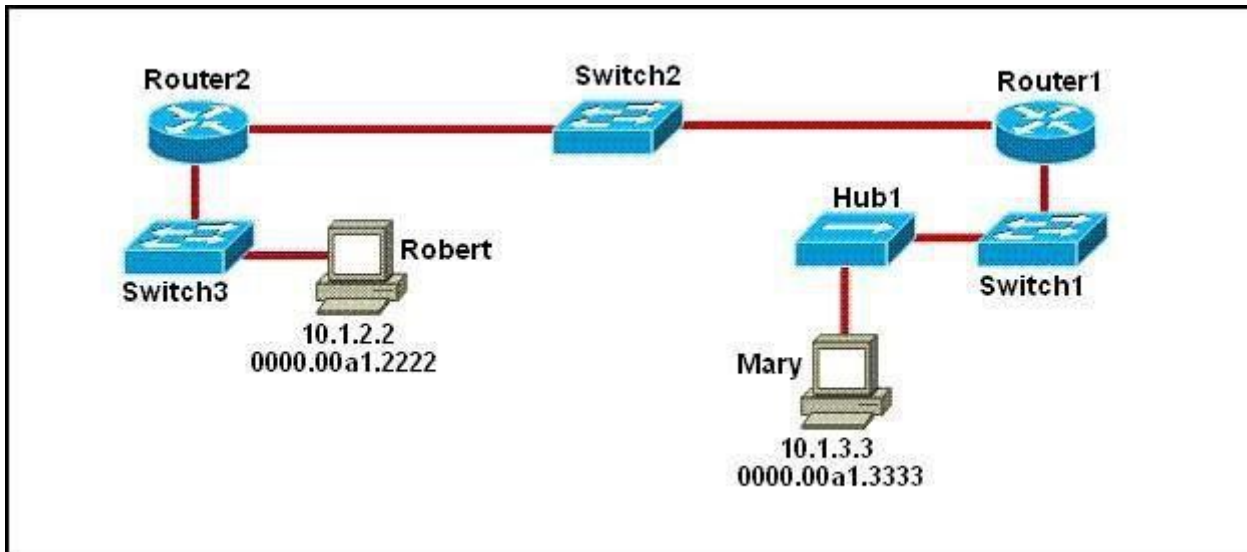 Router2
Switch2
Router1
Hub1
Robert
Switch3
Switch1
10.1.2.2
0000.00a1.2222
Mary
10.1.3.3
0000.00a1.3333